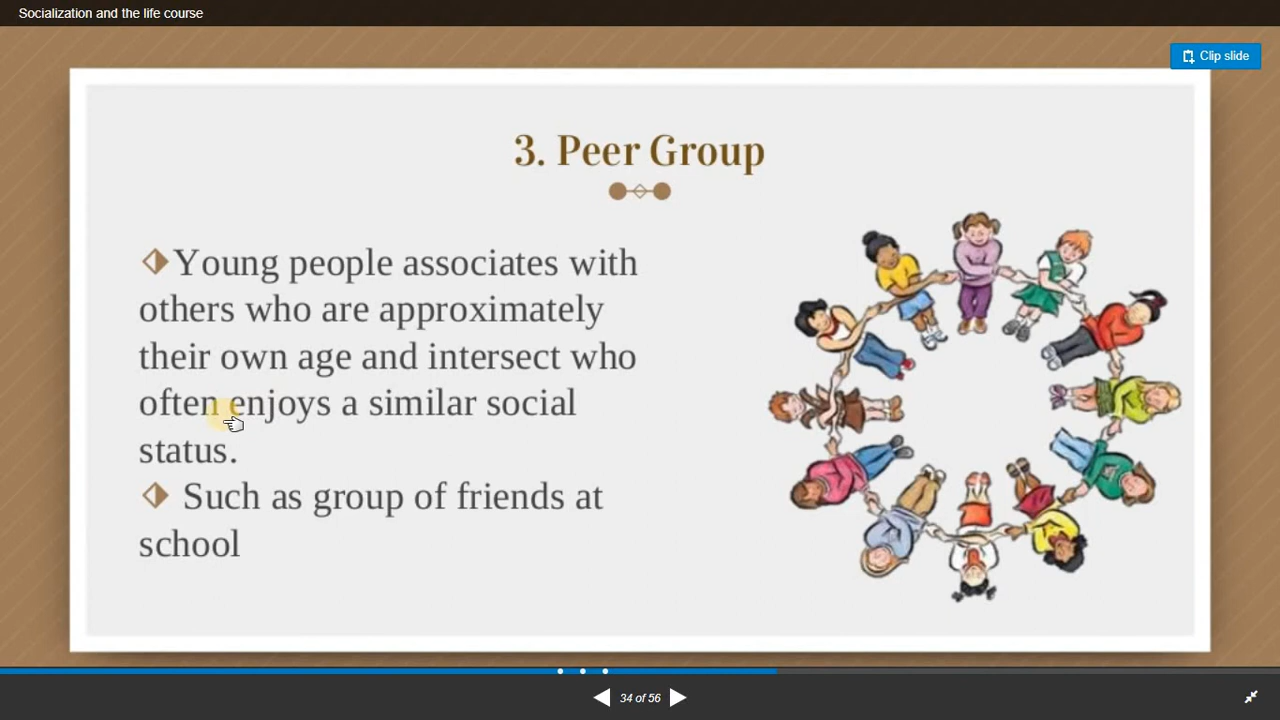 Socialization and the life course
Clip slide
3. Peer Group
Young people associates with
others who are approximately
their own age and intersect who
often enjoys a similar social
status.
Such as group of friends at
school
34 of 56